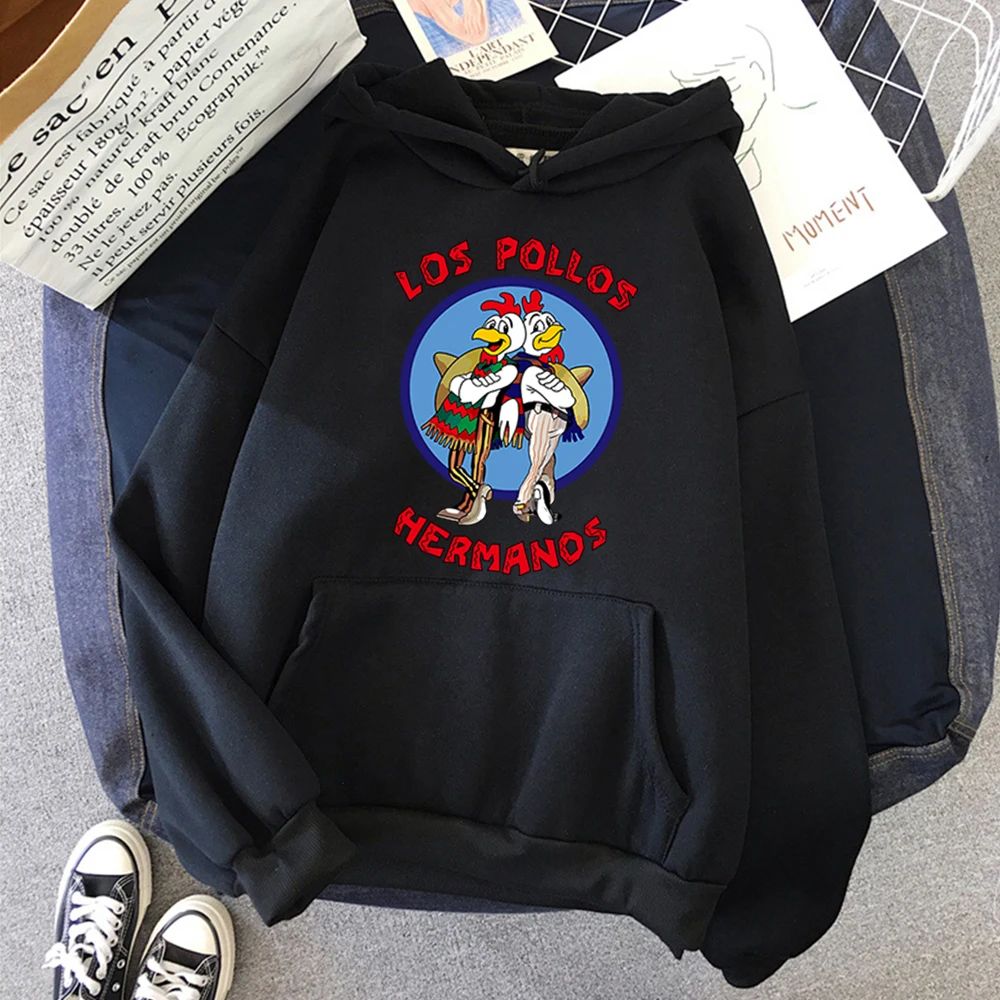 Le sac en p
Ce sac est fabriqué à partir d
épaisseur 180g/m². papier vége
100 % naturel. kraft blanc
doublé de kraft brun Contenance:
33 litres. 100 % Ecographik.™
Ne le jetez pas.
il peut servir plusieurs fois.
L'ART
INDÉPENDANT
MOMENT
LOS POLLOS
HERMANOS